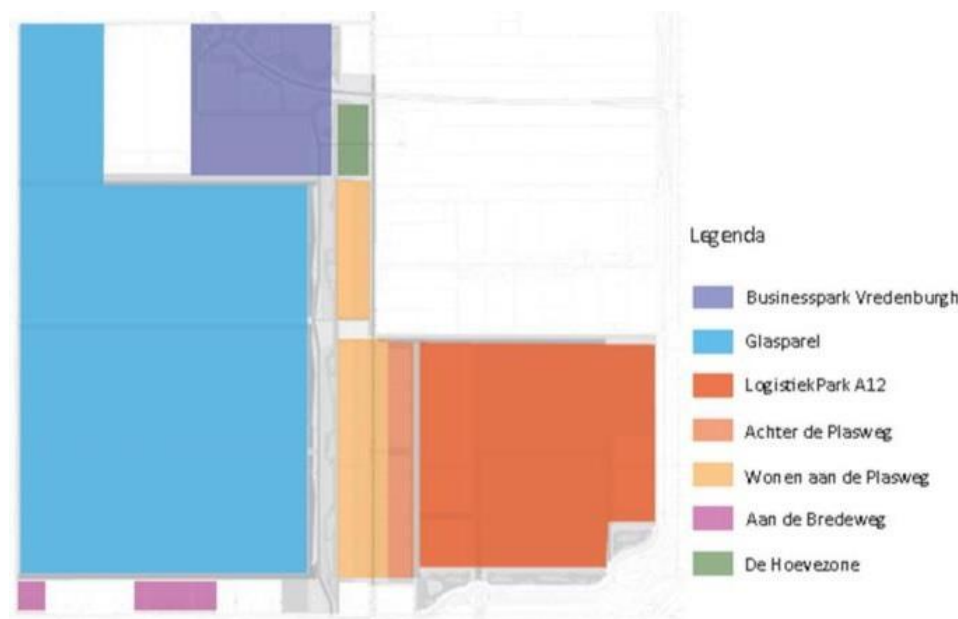 Legenda
Businesspark Vredenburgh
Glasparel
LogistiekPark A12
Achter de Plasweg
Wonen aan de Plasweg
Aan de Bredeweg
De Hoevezone